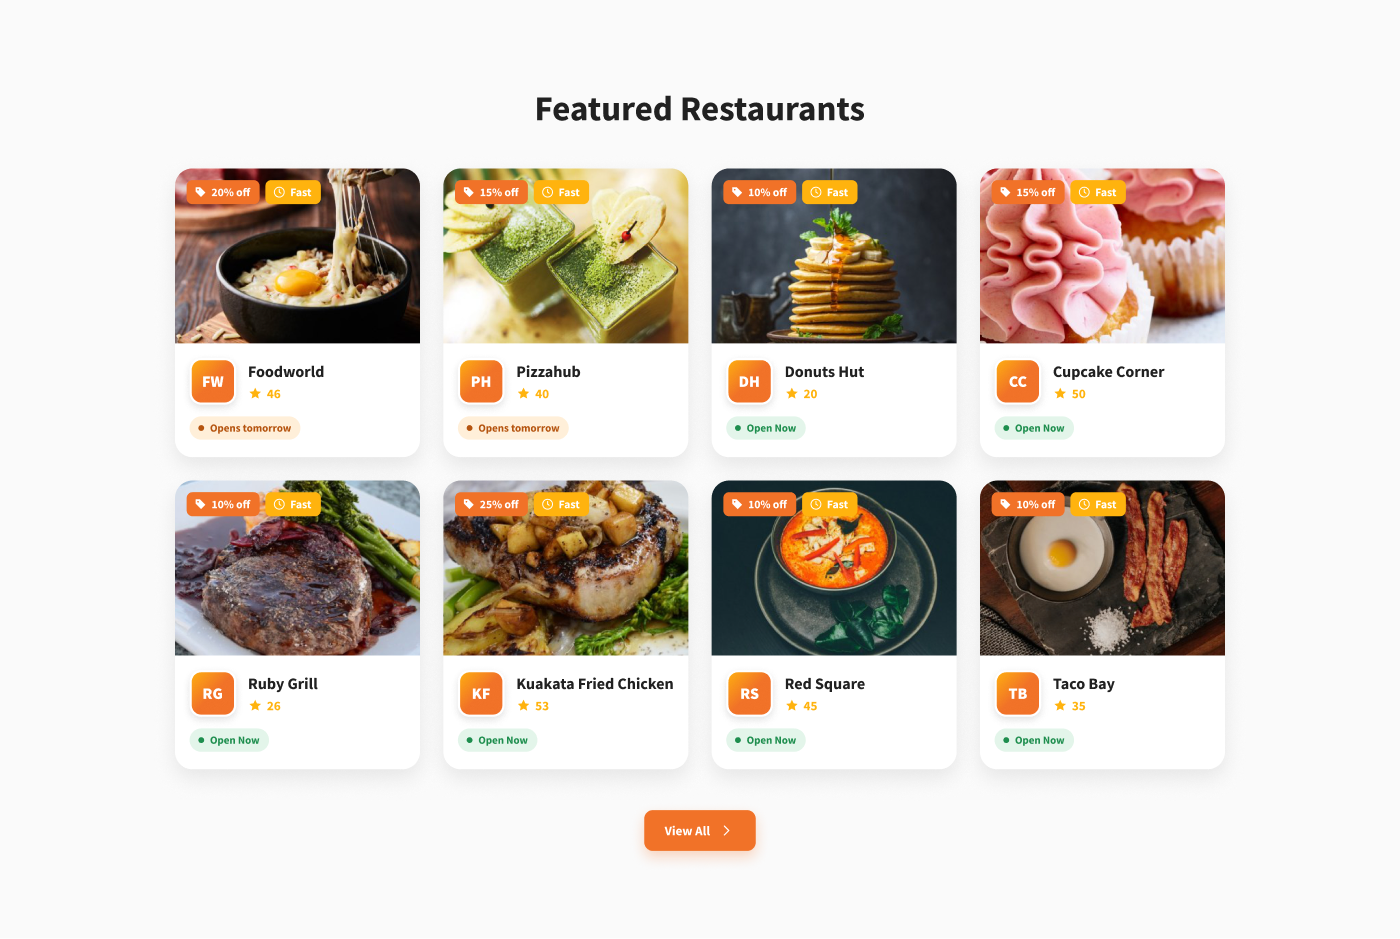 Featured Restaurants
20% off Fast
15% off Fast
10% off Fast
15% off Fast
FW Foodworld
46
Opens tomorrow
PH Pizzahub
40
Opens tomorrow
DH Donuts Hut
20
Open Now
CC Cupcake Corner
50
Open Now
10% off Fast
25% off Fast
10% off Fast
10% off Fast
RG Ruby Grill
26
Open Now
KF Kuakata Fried Chicken
53
Open Now
RS Red Square
45
Open Now
TB Taco Bay
35
Open Now
View All